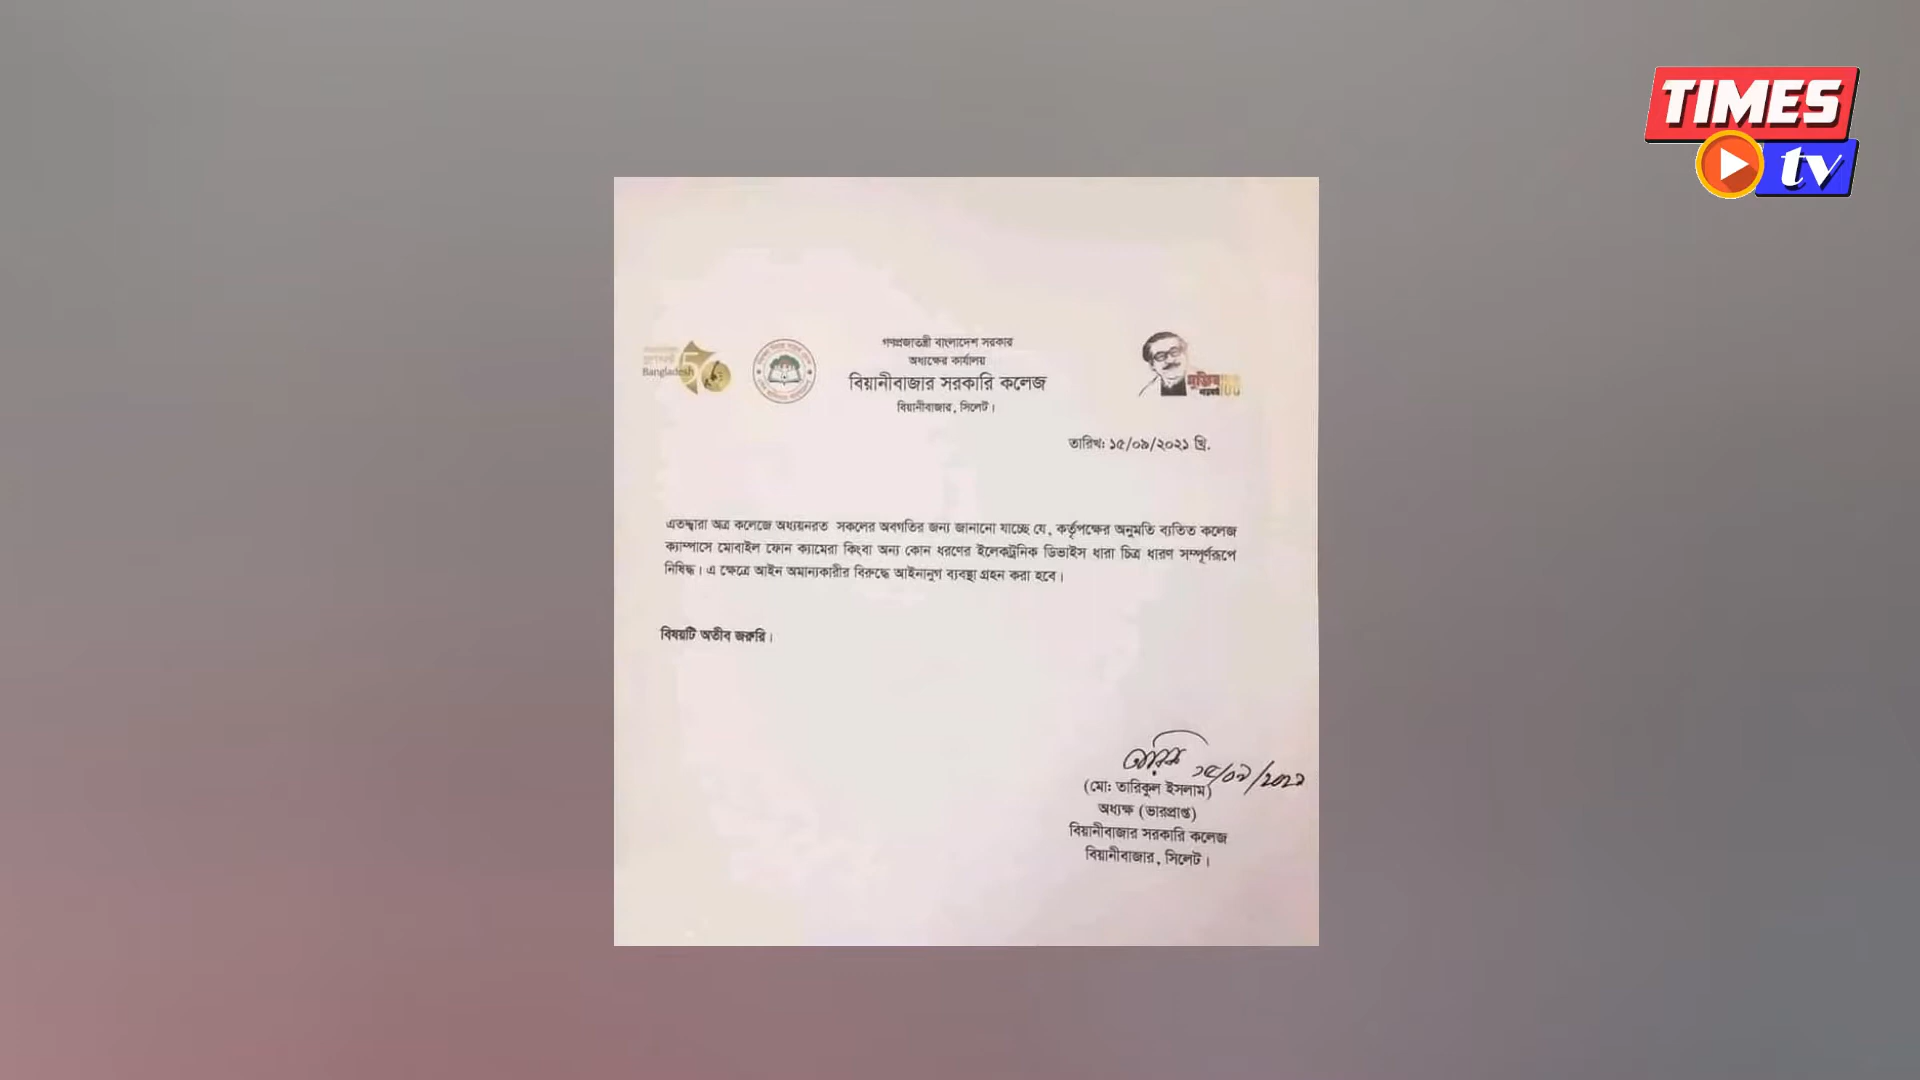 TIMES
tv
Bangladesh
50
গণপ্রজাতন্ত্রী বাংলাদেশ সরকার
অধ্যক্ষের কার্যালয়
বিয়ানীবাজার সরকারি কলেজ
বিয়ানীবাজার, সিলেট।
মুজিব
100
তারিখ: ১৫/০৯/২০২১ খ্রি.
এতদ্বারা অত্র কলেজে অধ্যয়নরত সকলের অবগতির জন্য জানানো যাচ্ছে যে, কর্তৃপক্ষের অনুমতি ব্যতিত কলেজ
ক্যাম্পাসে মোবাইল ফোন ক্যামেরা কিংবা অন্য কোন ধরণের ইলেকট্রনিক ডিভাইস ধারা চিত্র ধারণ সম্পূর্ণরূপে
নিষিদ্ধ। এ ক্ষেত্রে আইন অমান্যকারীর বিরুদ্ধে আইনানুগ ব্যবস্থা গ্রহন করা হবে।
বিষয়টি অতীব জরুরি।
১৫/০৯/২০২১
(মো: তারিকুল ইসলাম)
অধ্যক্ষ (ভারপ্রাপ্ত)
বিয়ানীবাজার সরকারি কলেজ
বিয়ানীবাজার, সিলেট।